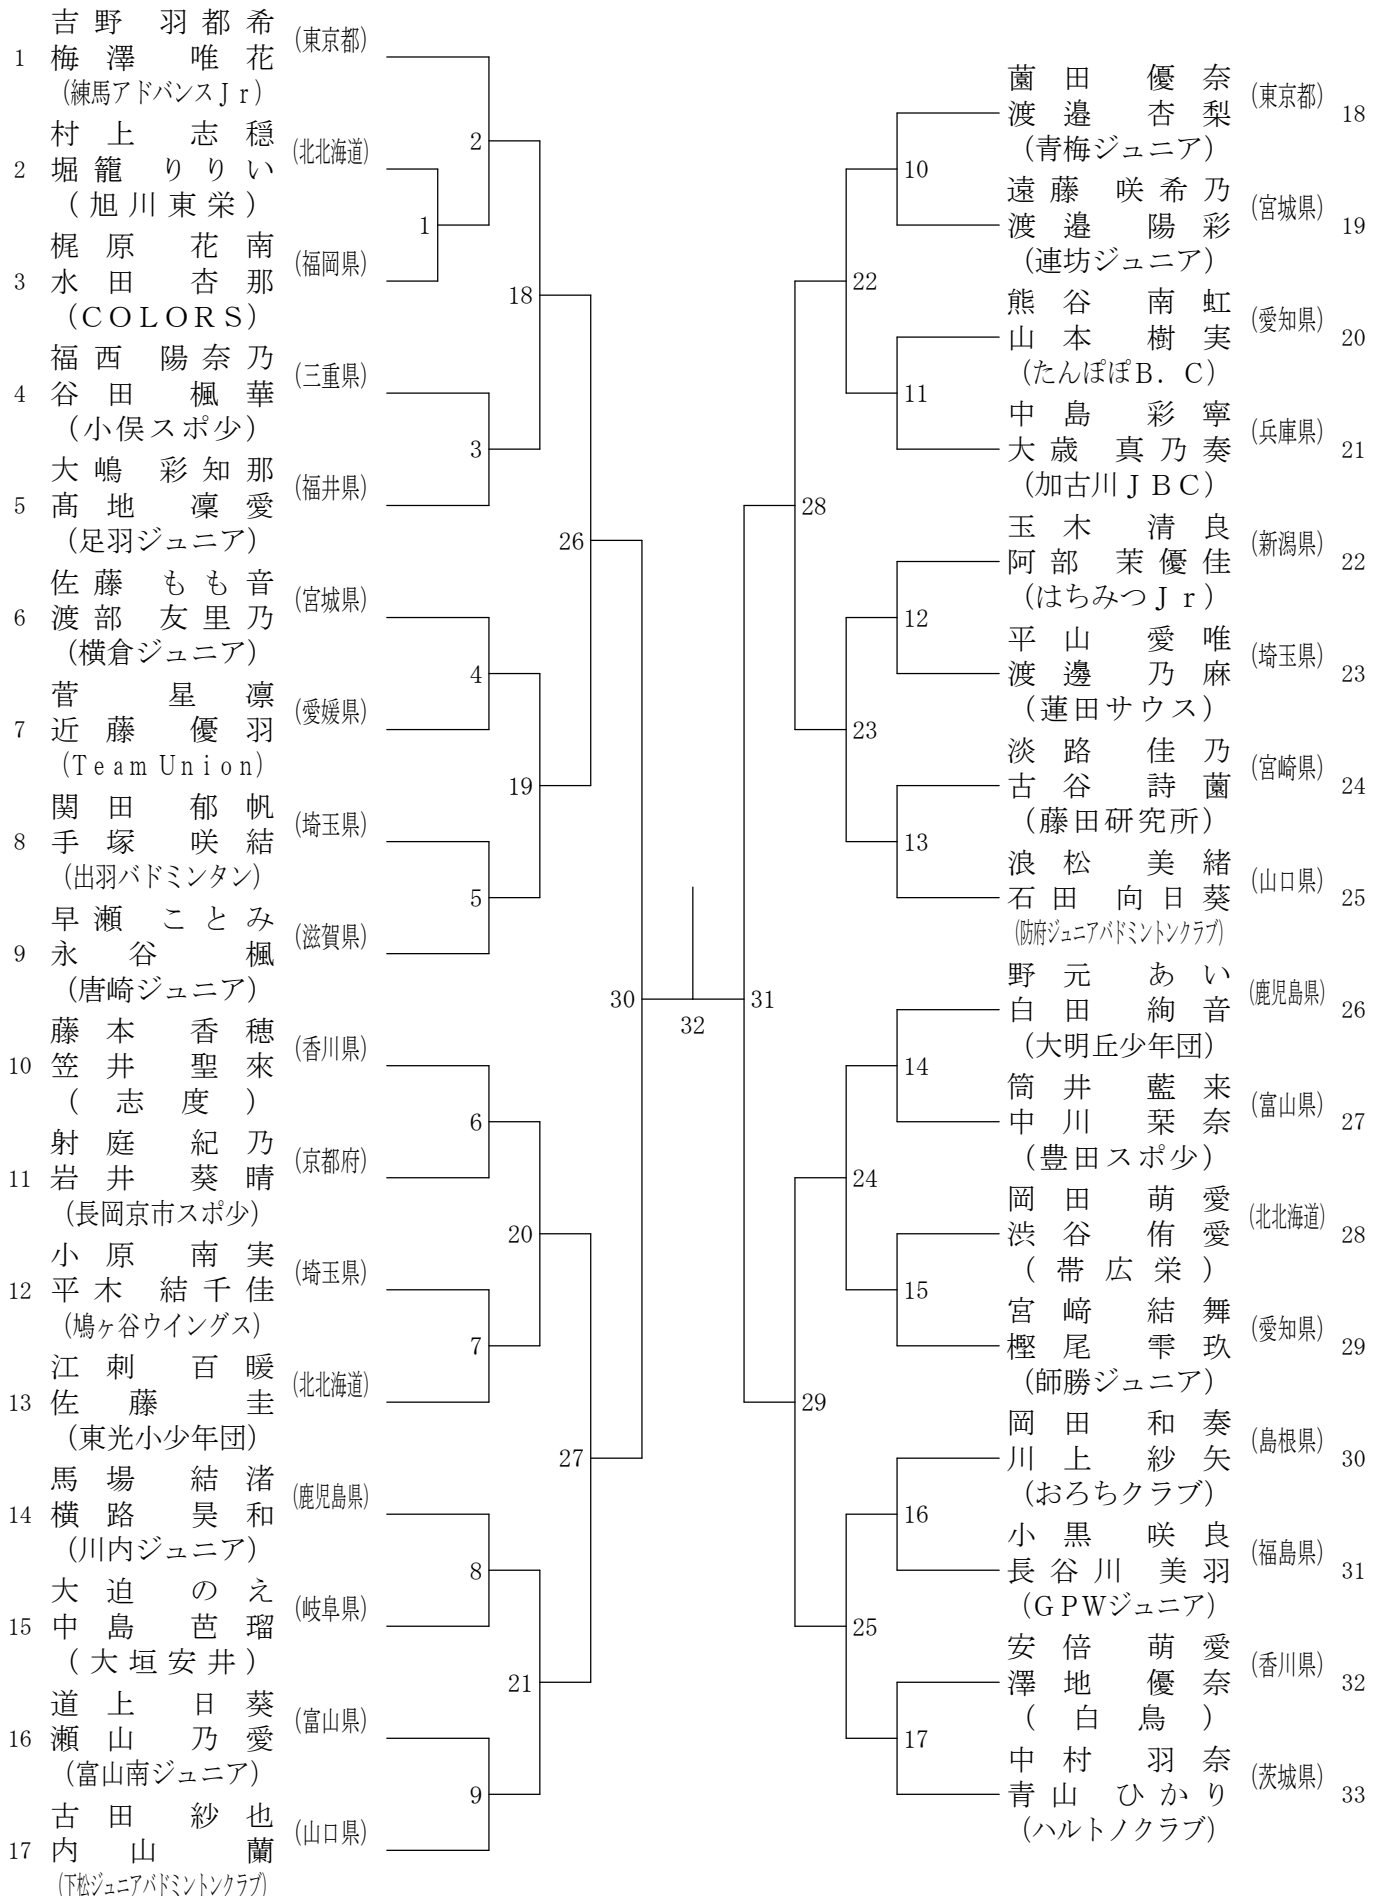 吉野 羽都希
(東京都)
1 梅澤 唯花
(練馬アドバンスJr)
村上 志穏
(北北海道)
2 堀籠 りりい
(旭川東栄)
梶原 花南
(福岡県)
3 水田 杏那
(COLORS)
福西 陽奈乃
(三重県)
4 谷田 楓華
(小俣スポ少)
大嶋 彩知那
(福井県)
5 髙地 凜愛
(足羽ジュニア)
佐藤 もも音
(宮城県)
6 渡部 友里乃
(横倉ジュニア)
菅 星凛
(愛媛県)
7 近藤 優羽
(Team Union)
関田 郁帆
(埼玉県)
8 手塚 咲結
(出羽バドミンタン)
早瀬 ことみ
(滋賀県)
9 永谷 楓
(唐崎ジュニア)
藤本 香穂
(香川県)
10 笠井 聖來
(志度)
射庭 紀乃
(京都府)
11 岩井 葵晴
(長岡京市スポ少)
小原 南実
(埼玉県)
12 平木 結千佳
(鳩ヶ谷ウイングス)
江刺 百暖
(北北海道)
13 佐藤 圭
(東光小少年団)
馬場 結渚
(鹿児島県)
14 横路 昊和
(川内ジュニア)
大迫 のえ
(岐阜県)
15 中島 芭瑠
(大垣安井)
道上 日葵
(富山県)
16 瀬山 乃愛
(富山南ジュニア)
古田 紗也
(山口県)
17 内山 蘭
(下松ジュニアバドミントンクラブ)
1
2
3
4
5
6
7
8
9
18
19
20
21
26
27
30
32
31
28
29
22
23
24
25
10
11
12
13
14
15
16
17
薗田 優奈
(東京都)
渡邉 杏梨 18
(青梅ジュニア)
遠藤 咲希乃
(宮城県)
渡邉 陽彩 19
(連坊ジュニア)
熊谷 南虹
(愛知県)
山本 樹実 20
(たんぽぽB.C)
中島 彩寧
(兵庫県)
大歳 真乃奏 21
(加古川JBC)
玉木 清良
(新潟県)
阿部 茉優佳 22
(はちみつJr)
平山 愛唯
(埼玉県)
渡邊 乃麻 23
(蓮田サウス)
淡路 佳乃
(宮崎県)
古谷 詩薗 24
(藤田研究所)
浪松 美緒
(山口県)
石田 向日葵 25
(防府ジュニアバドミントンクラブ)
野元 あい
(鹿児島県)
白田 絢音 26
(大明丘少年団)
筒井 藍来
(富山県)
中川 栞奈 27
(豊田スポ少)
岡田 萌愛
(北北海道)
渋谷 侑愛 28
(帯広栄)
宮﨑 結舞
(愛知県)
樫尾 雫玖 29
(師勝ジュニア)
岡田 和奏
(島根県)
川上 紗矢 30
(おろちクラブ)
小黒 咲良
(福島県)
長谷川 美羽 31
(GPWジュニア)
安倍 萌愛
(香川県)
澤地 優奈 32
(白鳥)
中村 羽奈
(茨城県)
青山 ひかり 33
(ハルトノクラブ)